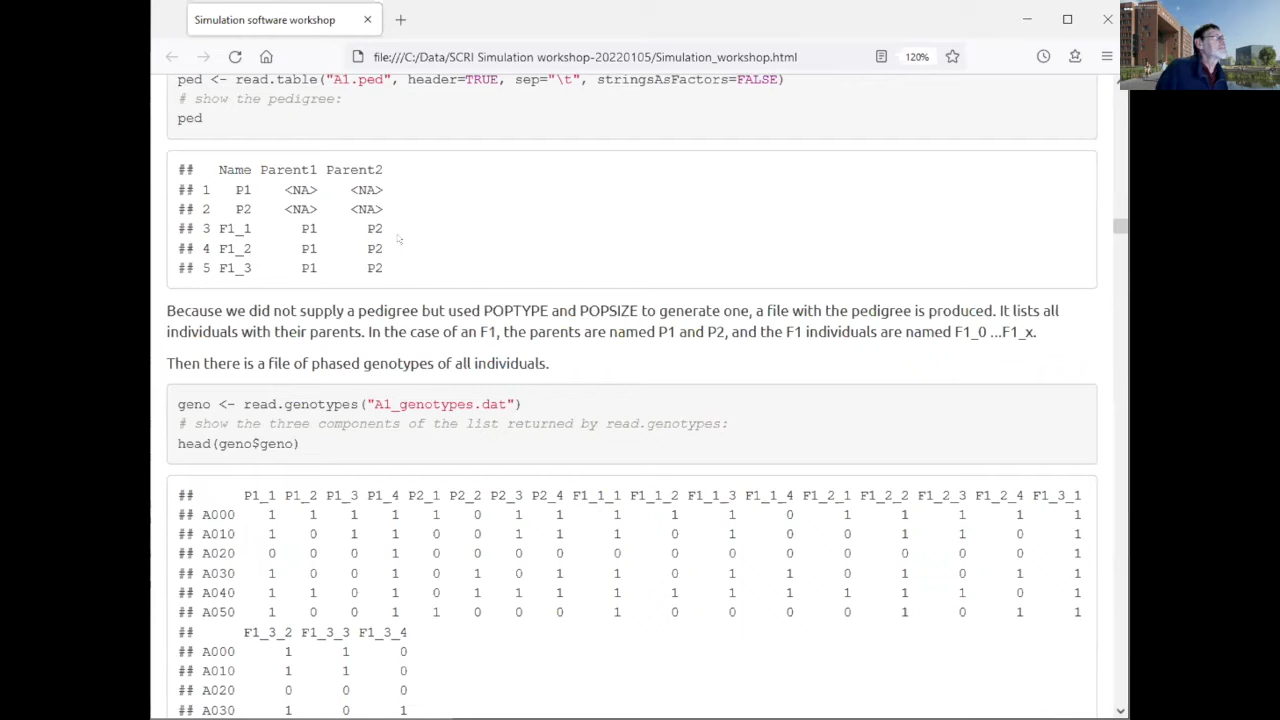 Simulation software workshop
file:///C:/Data/SCRI Simulation workshop-20220105/Simulation_workshop.html
120%
ped <- read.table("A1.ped", header=TRUE, sep="\t", stringsAsFactors=FALSE)
# show the pedigree:
ped
## Name Parent1 Parent2
## 1 P1 <NA> <NA>
## 2 P2 <NA> <NA>
## 3 F1_1 P1 P2
## 4 F1_2 P1 P2
## 5 F1_3 P1 P2
Because we did not supply a pedigree but used POPTYPE and POPSIZE to generate one, a file with the pedigree is produced. It lists all
individuals with their parents. In the case of an F1, the parents are named P1 and P2, and the F1 individuals are named F1_0 ...F1_x.
Then there is a file of phased genotypes of all individuals.
geno <- read.genotypes("A1_genotypes.dat")
# show the three components of the list returned by read.genotypes:
head(geno$geno)
## P1_1 P1_2 P1_3 P1_4 P2_1 P2_2 P2_3 P2_4 F1_1_1 F1_1_2 F1_1_3 F1_1_4 F1_2_1 F1_2_2 F1_2_3 F1_2_4 F1_3_1
## A000 1 1 1 1 1 0 1 1 1 1 1 0 1 1 1 1 1
## A010 1 0 1 1 0 0 1 1 1 0 1 0 0 1 1 0 1
## A020 0 0 0 1 0 0 0 0 0 0 0 0 0 0 0 0 1
## A030 1 0 0 1 0 1 0 1 1 0 1 1 0 1 0 1 1
## A040 1 1 0 1 0 1 1 1 1 1 1 1 1 1 1 0 1
## A050 1 0 0 1 1 0 0 0 1 0 0 0 0 1 0 1 1
## F1_3_2 F1_3_3 F1_3_4
## A000 1 1 0
## A010 1 1 0
## A020 0 0 0
## A030 1 0 1